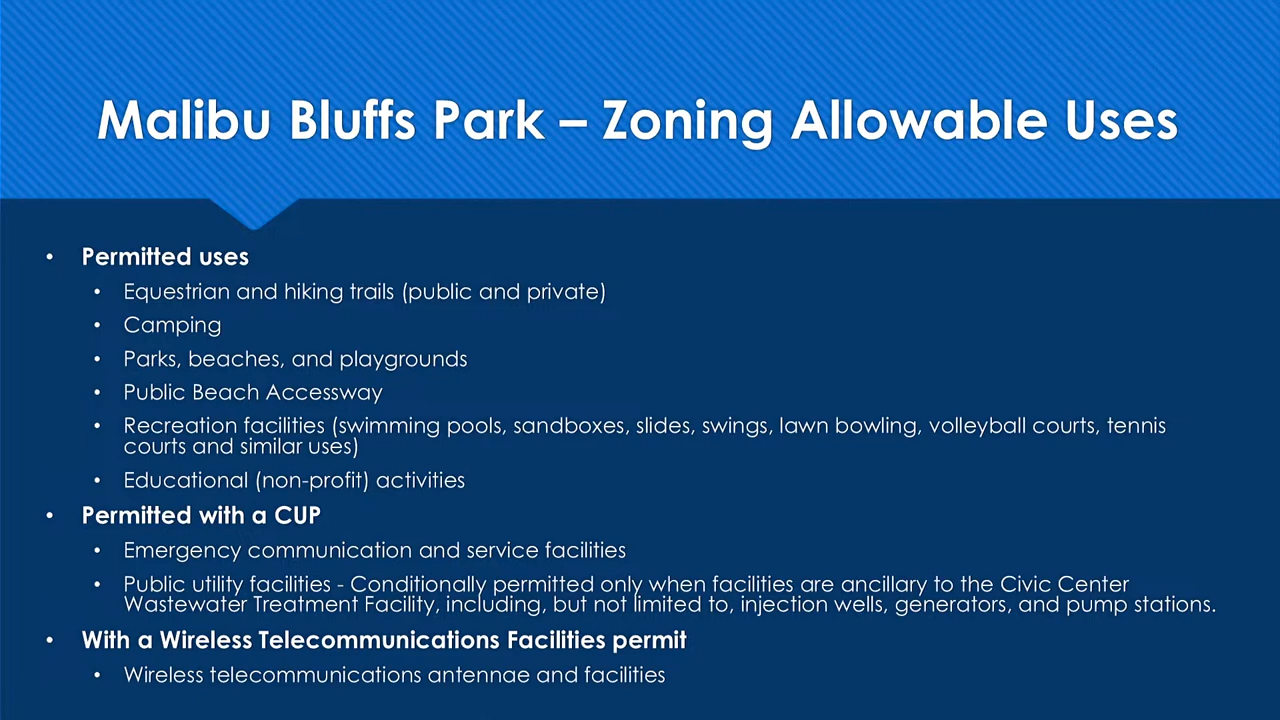 Malibu Bluffs Park – Zoning Allowable Uses
• Permitted uses
• Equestrian and hiking trails (public and private)
• Camping
• Parks, beaches, and playgrounds
• Public Beach Accessway
• Recreation facilities (swimming pools, sandboxes, slides, swings, lawn bowling, volleyball courts, tennis
courts and similar uses)
• Educational (non-profit) activities
• Permitted with a CUP
• Emergency communication and service facilities
• Public utility facilities - Conditionally permitted only when facilities are ancillary to the Civic Center
Wastewater Treatment Facility, including, but not limited to, injection wells, generators, and pump stations.
• With a Wireless Telecommunications Facilities permit
• Wireless telecommunications antennae and facilities